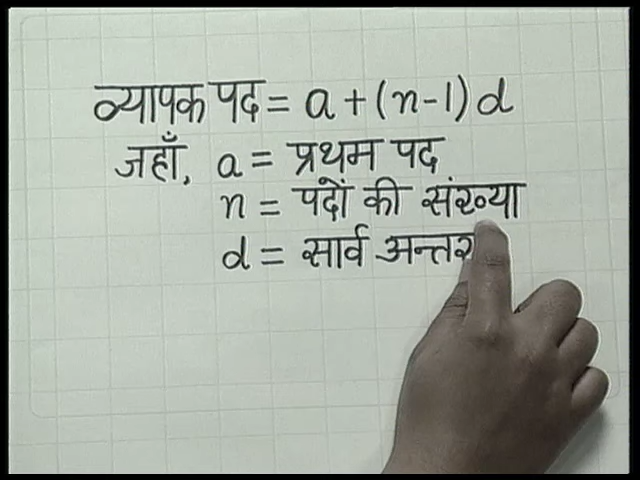 व्यापक पद = a + (n-1) d
जहाँ, a = प्रथम पद
n = पदों की संख्या
d = सार्व अन्तर